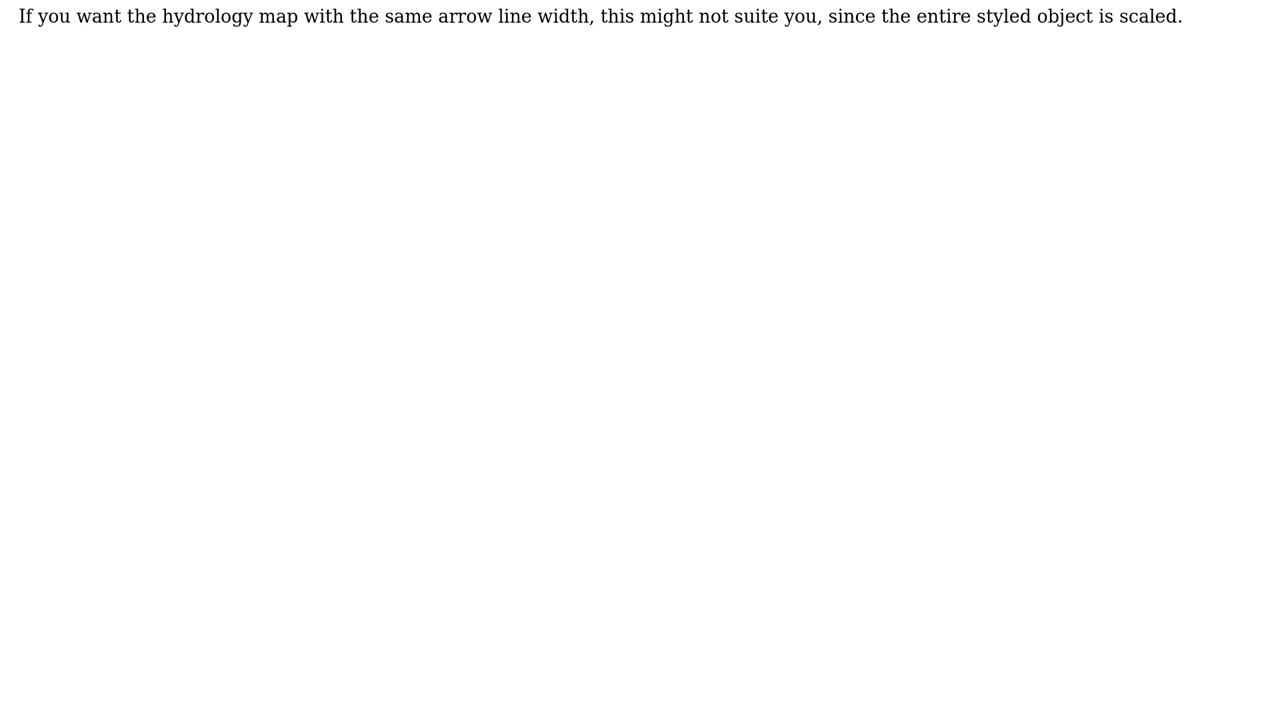 If you want the hydrology map with the same arrow line width, this might not suite you, since the entire styled object is scaled.